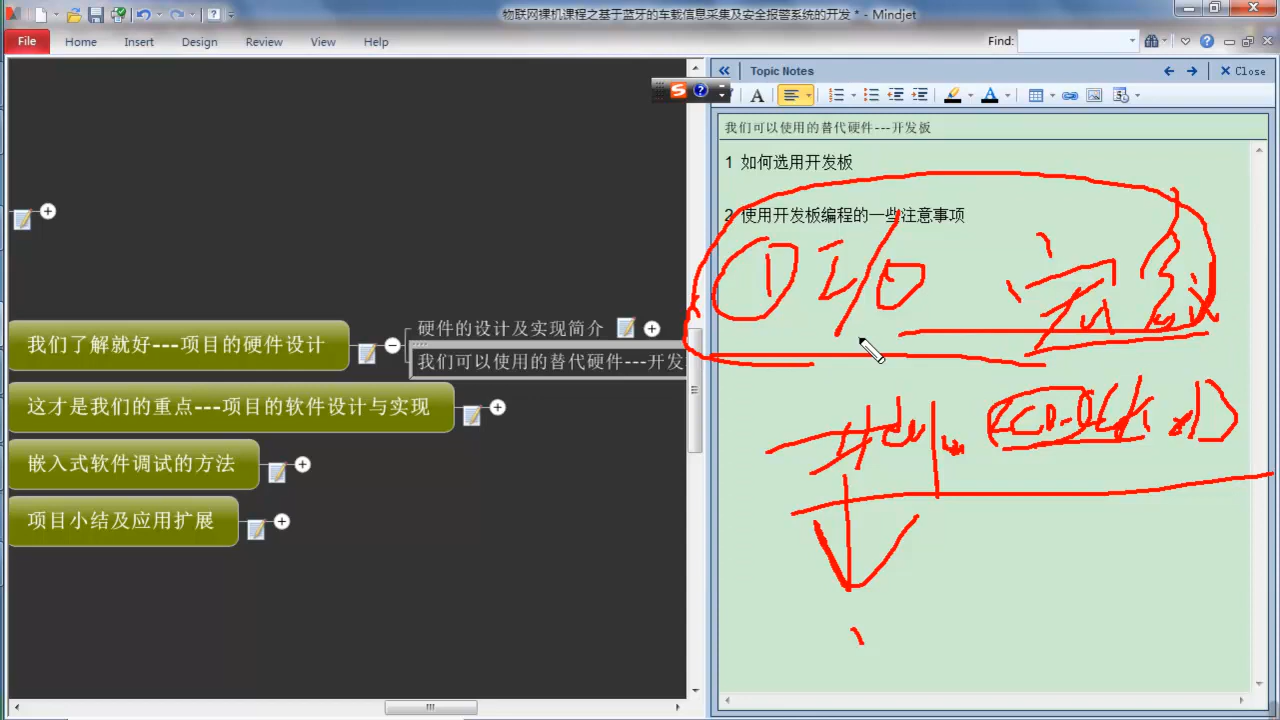 物联网课程之基于蓝牙的车载信息采集及安全报警系统的开发 * - Mindjet
File Home Insert Design Review View Help
Find:
Topic Notes
Close
我们可以使用的替代硬件---开发板
1 如何选用开发板
2 使用开发板编程的一些注意事项
① I/O
我们了解就好---项目的硬件设计
硬件的设计及实现简介
我们可以使用的替代硬件---开发
这才是我们的重点---项目的软件设计与实现
嵌入式软件调试的方法
项目小结及应用扩展